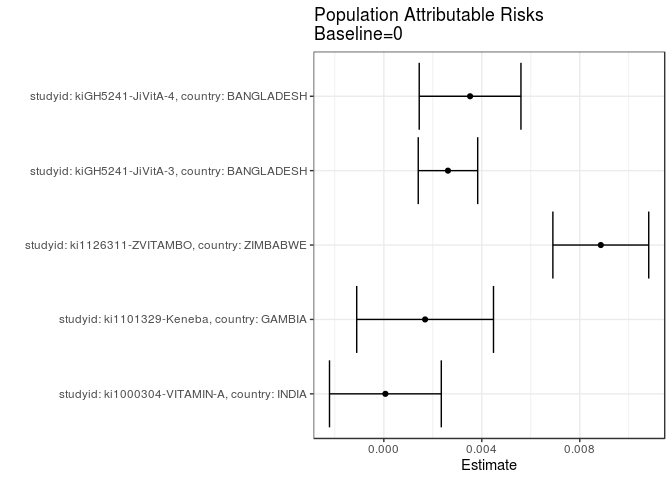 Population Attributable Risks
Baseline=0
studyid: kiGH5241-JiVitA-4, country: BANGLADESH
studyid: kiGH5241-JiVitA-3, country: BANGLADESH
studyid: ki1126311-ZVITAMBO, country: ZIMBABWE
studyid: ki1101329-Keneba, country: GAMBIA
studyid: ki1000304-VITAMIN-A, country: INDIA
0.000 0.004 0.008
Estimate